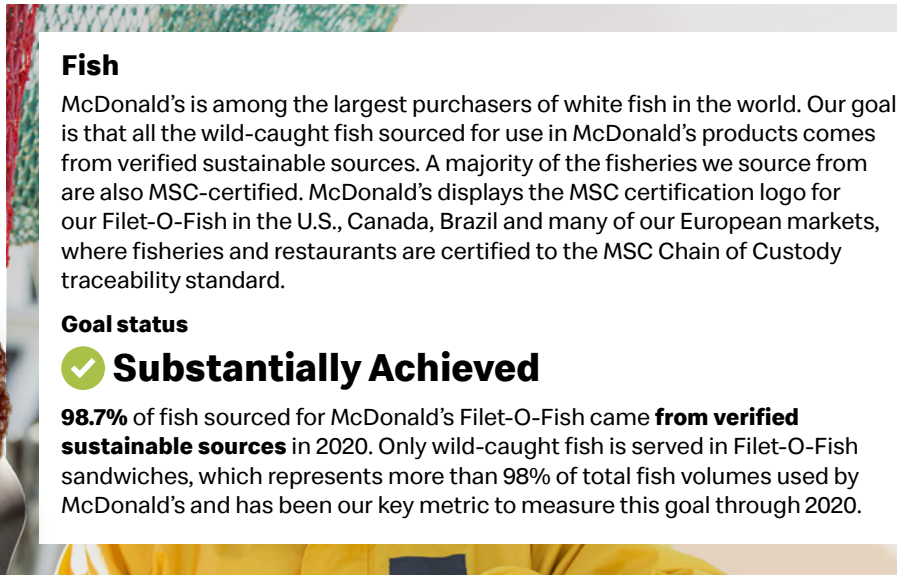 Fish
McDonald’s is among the largest purchasers of white fish in the world. Our goal
is that all the wild-caught fish sourced for use in McDonald’s products comes
from verified sustainable sources. A majority of the fisheries we source from
are also MSC-certified. McDonald’s displays the MSC certification logo for
our Filet-O-Fish in the U.S., Canada, Brazil and many of our European markets,
where fisheries and restaurants are certified to the MSC Chain of Custody
traceability standard.
Goal status
Substantially Achieved
98.7% of fish sourced for McDonald’s Filet-O-Fish came from verified
sustainable sources in 2020. Only wild-caught fish is served in Filet-O-Fish
sandwiches, which represents more than 98% of total fish volumes used by
McDonald’s and has been our key metric to measure this goal through 2020.